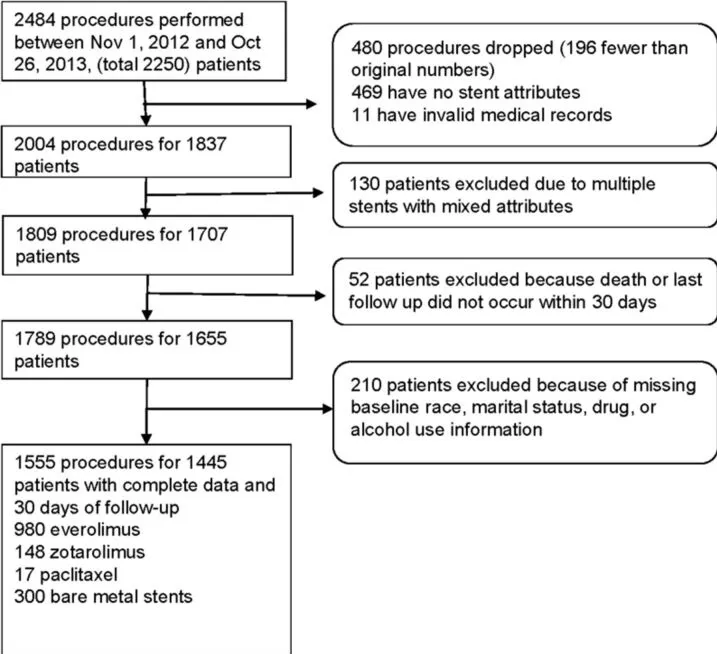 2484 procedures performed
between Nov 1, 2012 and Oct
26, 2013, (total 2250) patients
480 procedures dropped (196 fewer than
original numbers)
469 have no stent attributes
11 have invalid medical records
2004 procedures for 1837
patients
130 patients excluded due to multiple
stents with mixed attributes
1809 procedures for 1707
patients
52 patients excluded because death or last
follow up did not occur within 30 days
1789 procedures for 1655
patients
210 patients excluded because of missing
baseline race, marital status, drug, or
alcohol use information
1555 procedures for 1445
patients with complete data and
30 days of follow-up
980 everolimus
148 zotarolimus
17 paclitaxel
300 bare metal stents